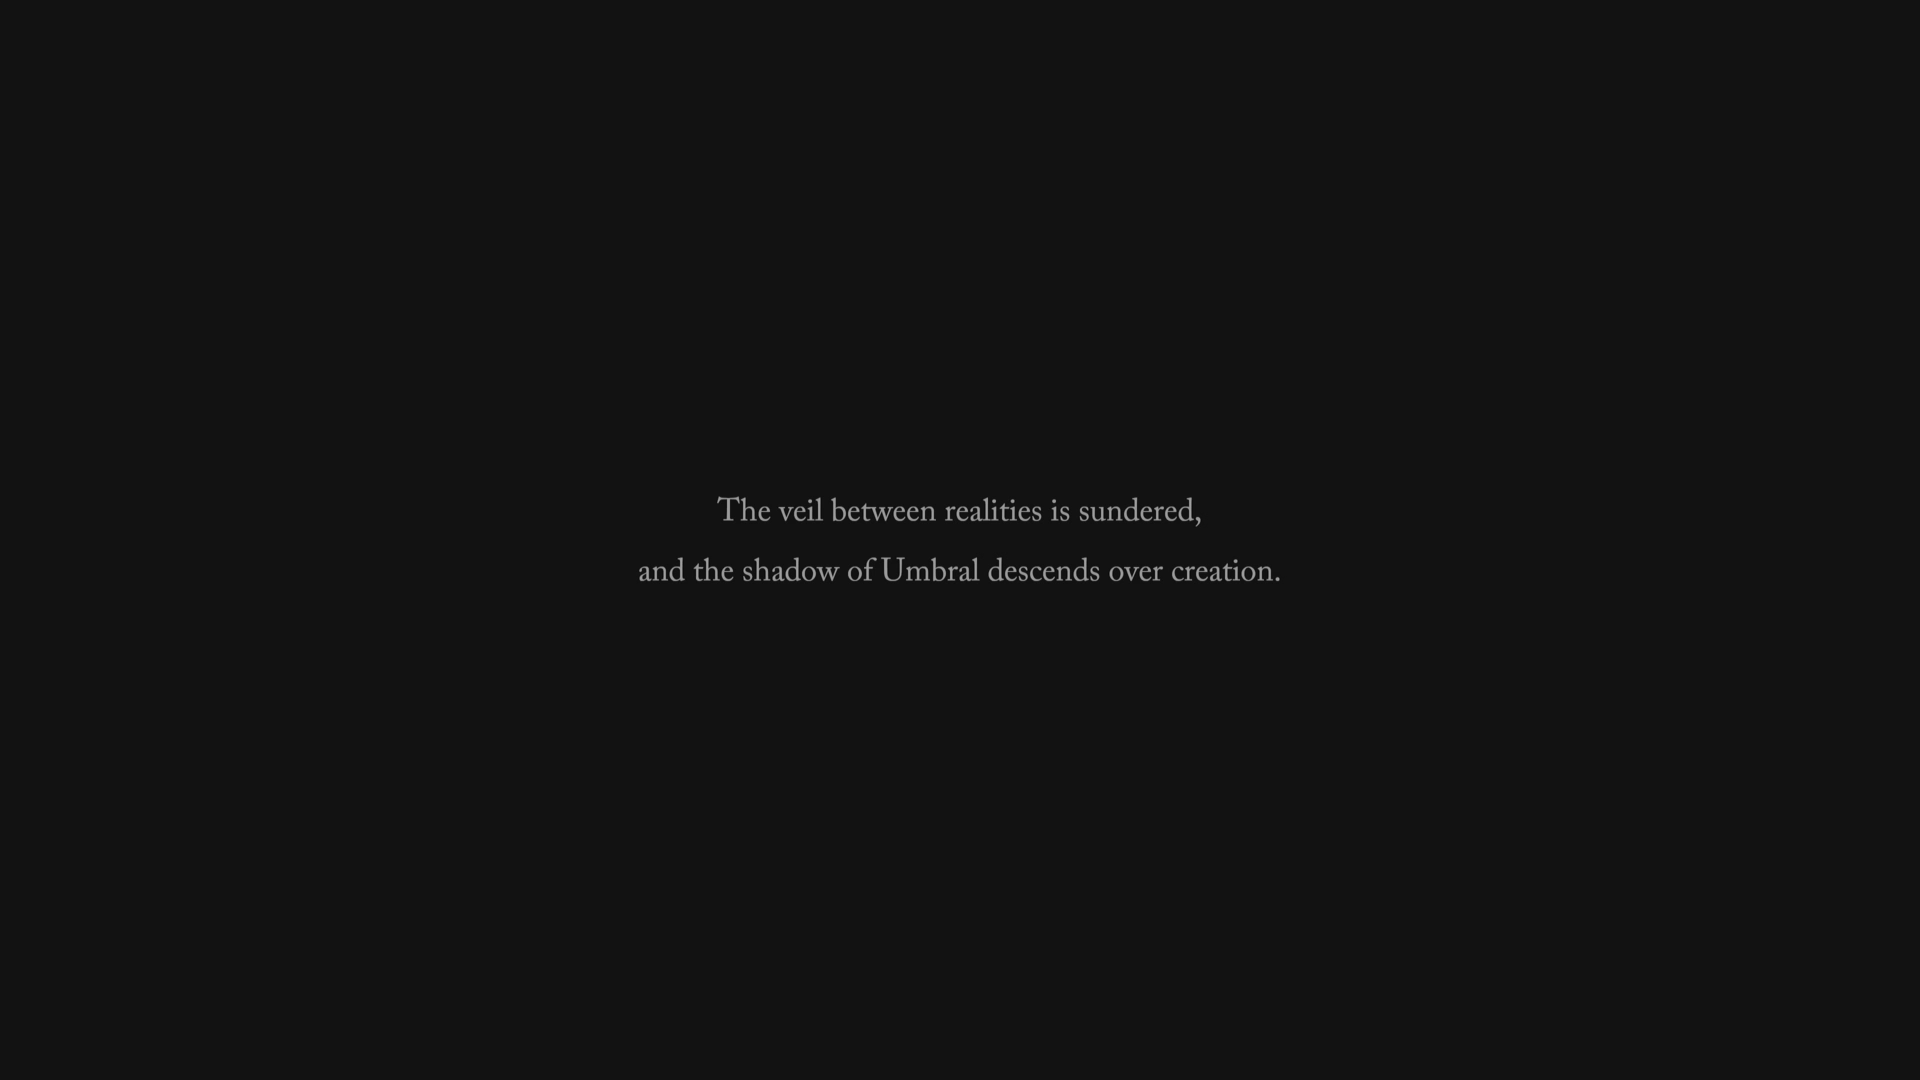 The veil between realities is sundered,
and the shadow of Umbral descends over creation.